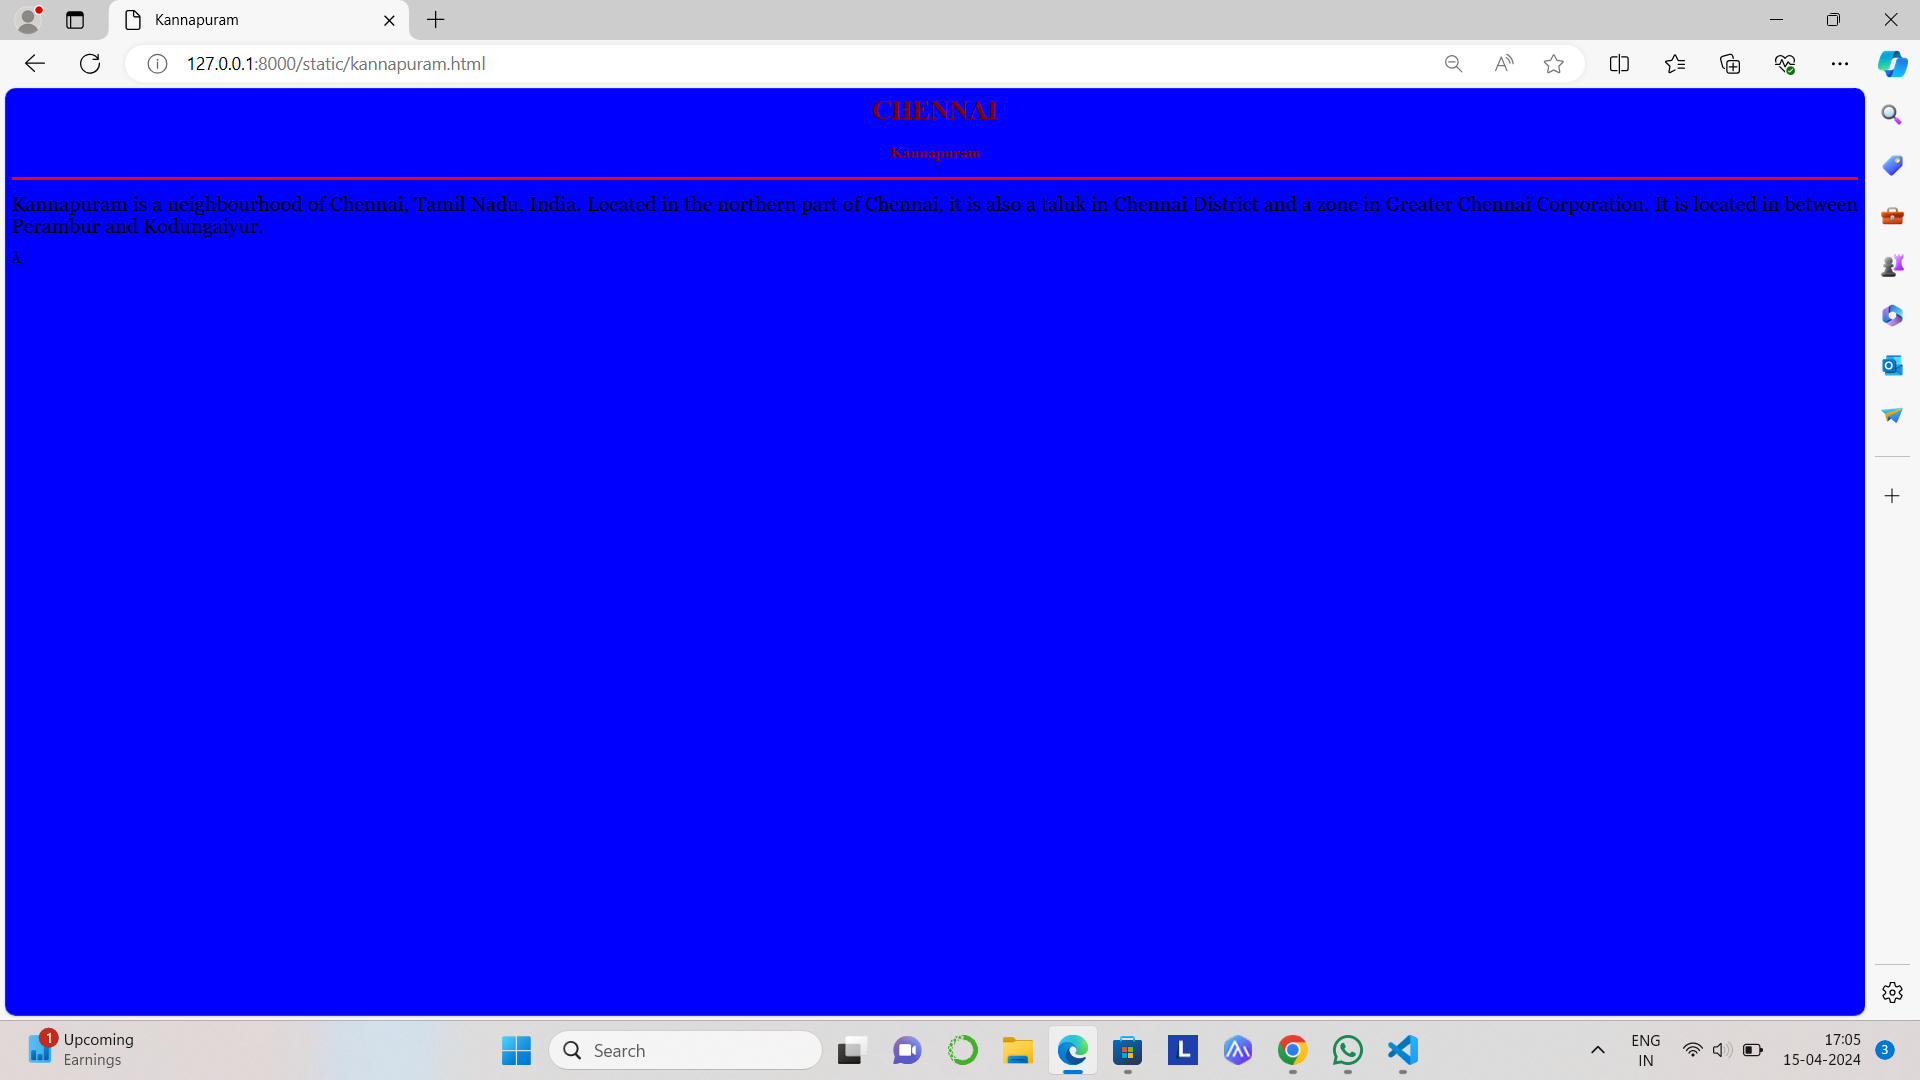 Kannapuram
127.0.0.1:8000/static/kannapuram.html
CHENNAI
Kannapuram
Kannapuram is a neighbourhood of Chennai, Tamil Nadu, India. Located in the northern part of Chennai, it is also a taluk in Chennai District and a zone in Greater Chennai Corporation. It is located in between
Perambur and Kodungaiyur.
Â
1 Upcoming
Earnings
Search
L
ENG
IN
17:05
15-04-2024
3